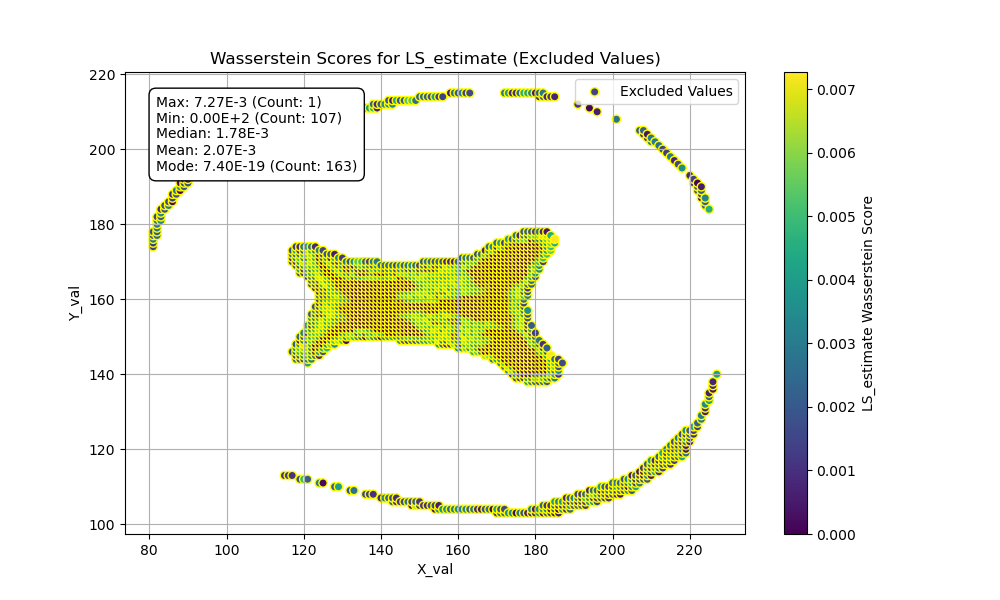 Wasserstein Scores for LS_estimate (Excluded Values)
Max: 7.27E-3 (Count: 1)
Min: 0.00E+2 (Count: 107)
Median: 1.78E-3
Mean: 2.07E-3
Mode: 7.40E-19 (Count: 163)
Excluded Values
220
200
180
160
140
120
100
Y_val
80
100
120
140
160
180
200
220
X_val
0.007
0.006
0.005
0.004
0.003
0.002
0.001
0.000
LS_estimate Wasserstein Score